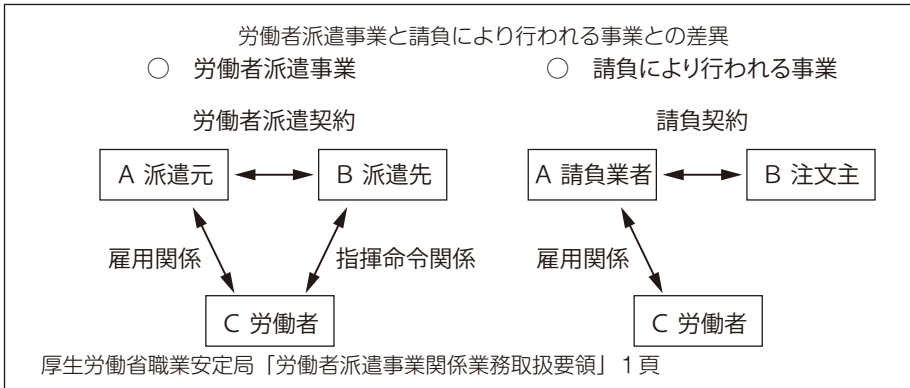 労働者派遣事業と請負により行われる事業との差異
○ 労働者派遣事業
○ 請負により行われる事業
労働者派遣契約
請負契約
A 派遣元
B 派遣先
A 請負業者
B 注文主
雇用関係
指揮命令関係
雇用関係
C 労働者
C 労働者
厚生労働省職業安定局「労働者派遣事業関係業務取扱要領」1頁